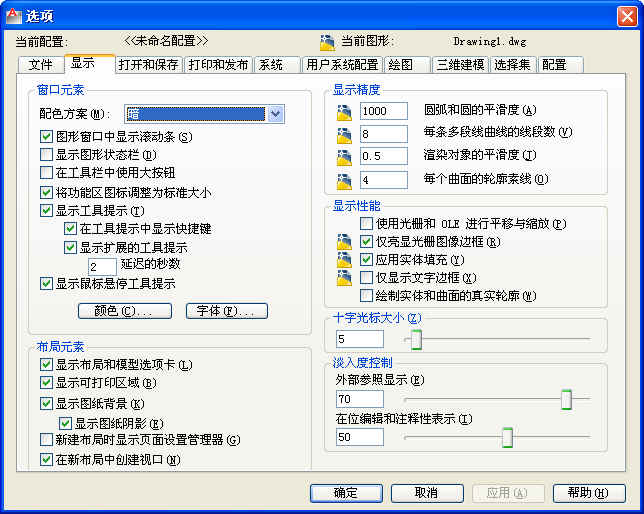 选项
当前配置: <<未命名配置>> 当前图形: Drawing1.dwg
文件 显示 打开和保存 打印和发布 系统 用户系统配置 绘图 三维建模 选择集 配置
窗口元素
配色方案(M): 暗
图形窗口中显示滚动条(S)
显示图形状态栏(D)
在工具栏中使用大按钮
将功能区图标调整为标准大小
显示工具提示(T)
在工具提示中显示快捷键
显示扩展的工具提示
2 延迟的秒数
显示鼠标悬停工具提示
颜色(C)... 字体(F)...
布局元素
显示布局和模型选项卡(L)
显示可打印区域(B)
显示图纸背景(K)
显示图纸阴影(E)
新建布局时显示页面设置管理器(G)
在新布局中创建视口(N)
显示精度
1000 圆弧和圆的平滑度(A)
8 每条多段线曲线的线段数(V)
0.5 渲染对象的平滑度(J)
4 每个曲面的轮廓素线(O)
显示性能
使用光栅和 OLE 进行平移与缩放(P)
仅亮显光栅图像边框(R)
应用实体填充(Y)
仅显示文字边框(X)
绘制实体和曲面的真实轮廓(W)
十字光标大小(Z)
5
淡入度控制
外部参照显示(E)
70
在位编辑和注释性表示(I)
50
确定 取消 应用(A) 帮助(H)